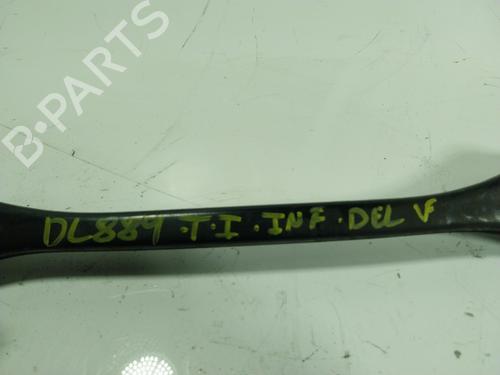 B-PARTS
DL889 .T.I. INF. DEL V